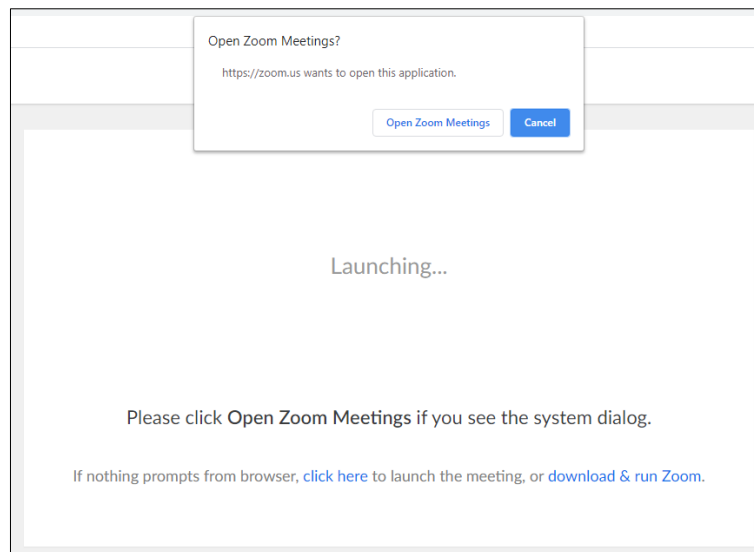 Open Zoom Meetings?
https://zoom.us wants to open this application.
Open Zoom Meetings Cancel
Launching...
Please click Open Zoom Meetings if you see the system dialog.
If nothing prompts from browser, click here to launch the meeting, or download & run Zoom.